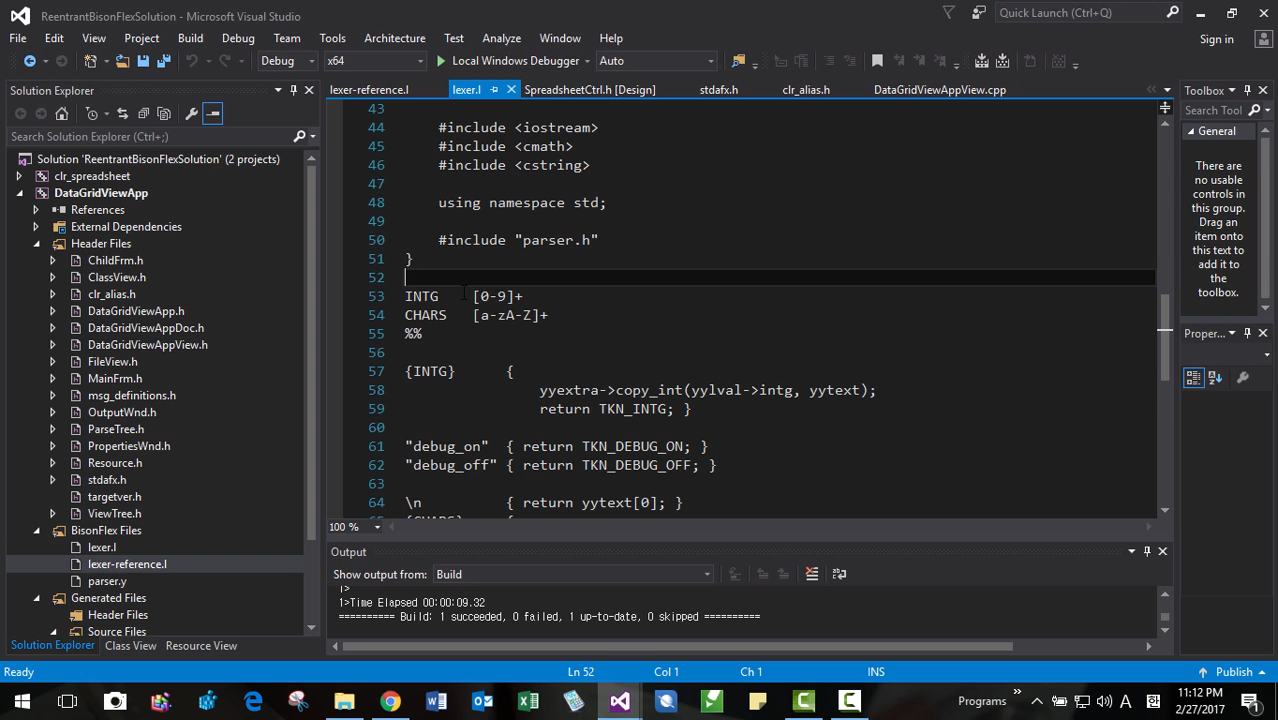 ReentrantBisonFlexSolution - Microsoft Visual Studio
Quick Launch (Ctrl+Q)
File Edit View Project Build Debug Team Tools Architecture Test Analyze Window Help
Sign in
Debug x64 Local Windows Debugger Auto
Solution Explorer
Search Solution Explorer (Ctrl+;)
Solution 'ReentrantBisonFlexSolution' (2 projects)
clr_spreadsheet
DataGridViewApp
References
External Dependencies
Header Files
ChildFrm.h
ClassView.h
clr_alias.h
DataGridViewApp.h
DataGridViewAppDoc.h
DataGridViewAppView.h
FileView.h
MainFrm.h
msg_definitions.h
OutputWnd.h
ParseTree.h
PropertiesWnd.h
Resource.h
stdafx.h
targetver.h
ViewTree.h
BisonFlex Files
lexer.l
lexer-reference.l
parser.y
Generated Files
Header Files
Source Files
Solution Explorer Class View Resource View
lexer-reference.l lexer.l SpreadsheetCtrl.h [Design] stdafx.h clr_alias.h DataGridViewAppView.cpp
43
44 #include <iostream>
45 #include <cmath>
46 #include <cstring>
47
48 using namespace std;
49
50 #include "parser.h"
51 }
52
53 INTG [0-9]+
54 CHARS [a-zA-Z]+
55 %%
56
57 {INTG} {
58 yyextra->copy_int(yylval->intg, yytext);
59 return TKN_INTG; }
60
61 "debug_on" { return TKN_DEBUG_ON; }
62 "debug_off" { return TKN_DEBUG_OFF; }
63
64 \n { return yytext[0]; }
65 {CHARS} {
100 %
Output
Show output from: Build
1>
1>Time Elapsed 00:00:09.32
========== Build: 1 succeeded, 0 failed, 1 up-to-date, 0 skipped ==========
Toolbox
Search Tool
General
There are
no usable
controls in
this group.
Drag an
item onto
this text to
add it to
the
toolbox.
Proper...
Ready Ln 52 Col 1 Ch 1 INS Publish
Programs
A
11:12 PM
2/27/2017